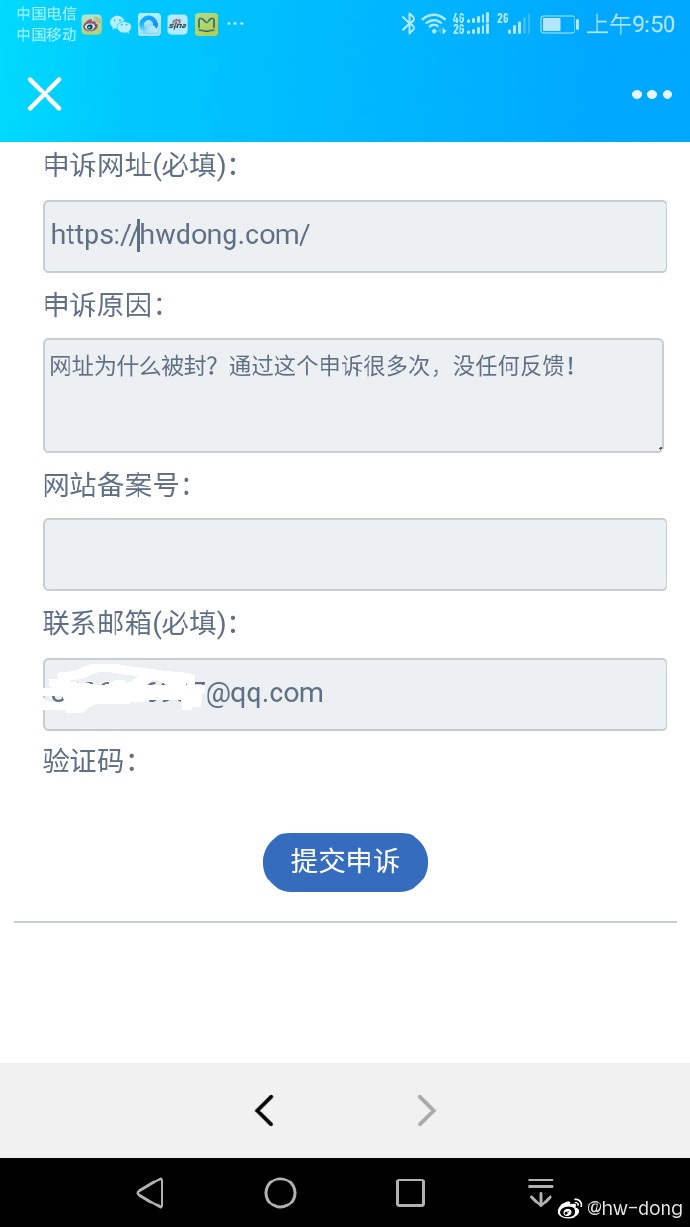 中国电信
中国移动
4G
2G
2G
上午9:50
申诉网址(必填)：
https://hwdong.com/
申诉原因：
网址为什么被封？通过这个申诉很多次，没任何反馈！
网站备案号：
联系邮箱(必填)：
@qq.com
验证码：
提交申诉
@hw-dong